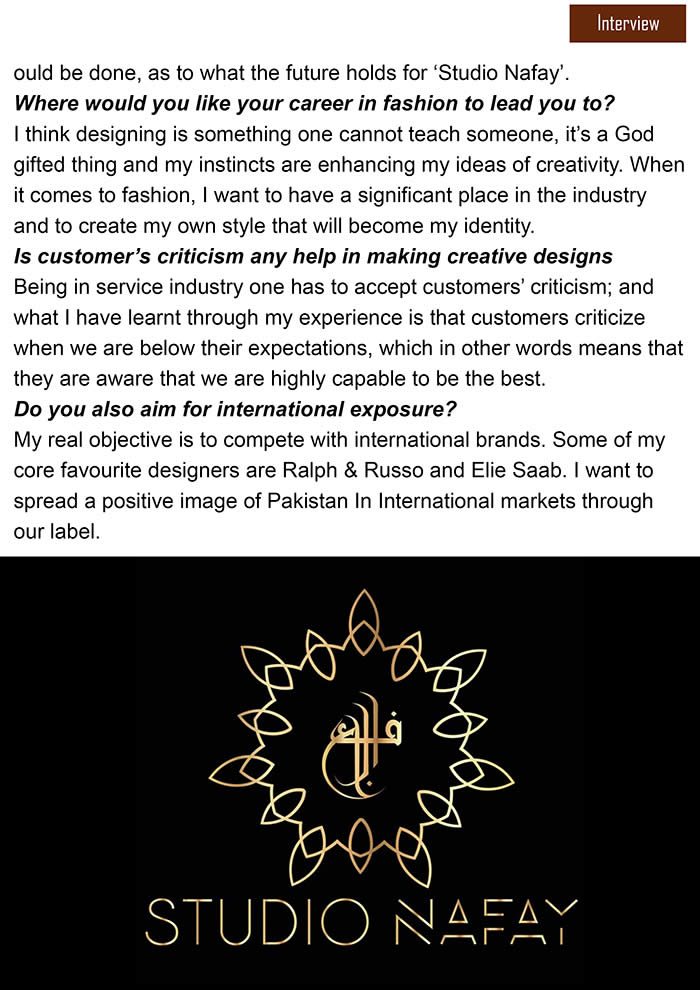 Interview
ould be done, as to what the future holds for ‘Studio Nafay’.
Where would you like your career in fashion to lead you to?
I think designing is something one cannot teach someone, it’s a God
gifted thing and my instincts are enhancing my ideas of creativity. When
it comes to fashion, I want to have a significant place in the industry
and to create my own style that will become my identity.
Is customer’s criticism any help in making creative designs
Being in service industry one has to accept customers’ criticism; and
what I have learnt through my experience is that customers criticize
when we are below their expectations, which in other words means that
they are aware that we are highly capable to be the best.
Do you also aim for international exposure?
My real objective is to compete with international brands. Some of my
core favourite designers are Ralph & Russo and Elie Saab. I want to
spread a positive image of Pakistan In International markets through
our label.
STUDIO NAFAY